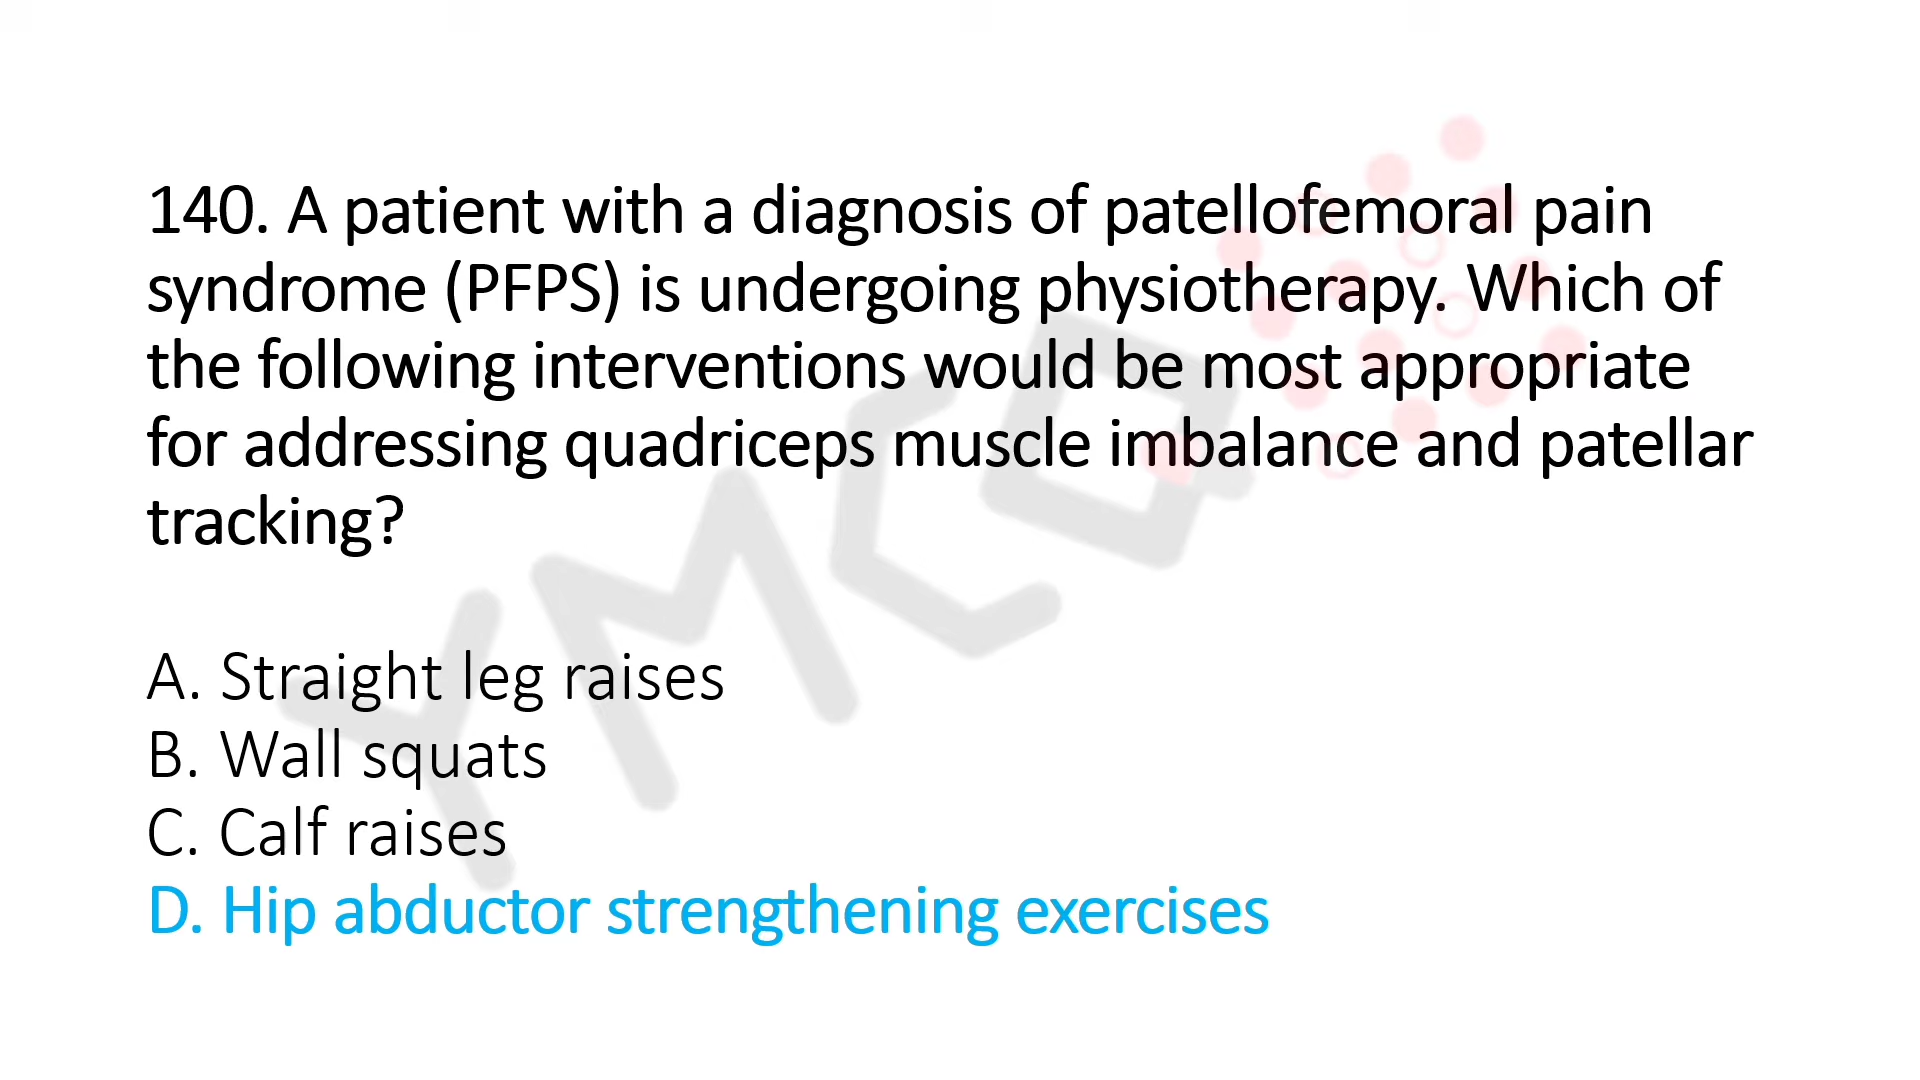 140. A patient with a diagnosis of patellofemoral pain
syndrome (PFPS) is undergoing physiotherapy. Which of
the following interventions would be most appropriate
for addressing quadriceps muscle imbalance and patellar
tracking?
A. Straight leg raises
B. Wall squats
C. Calf raises
D. Hip abductor strengthening exercises
YMCQ